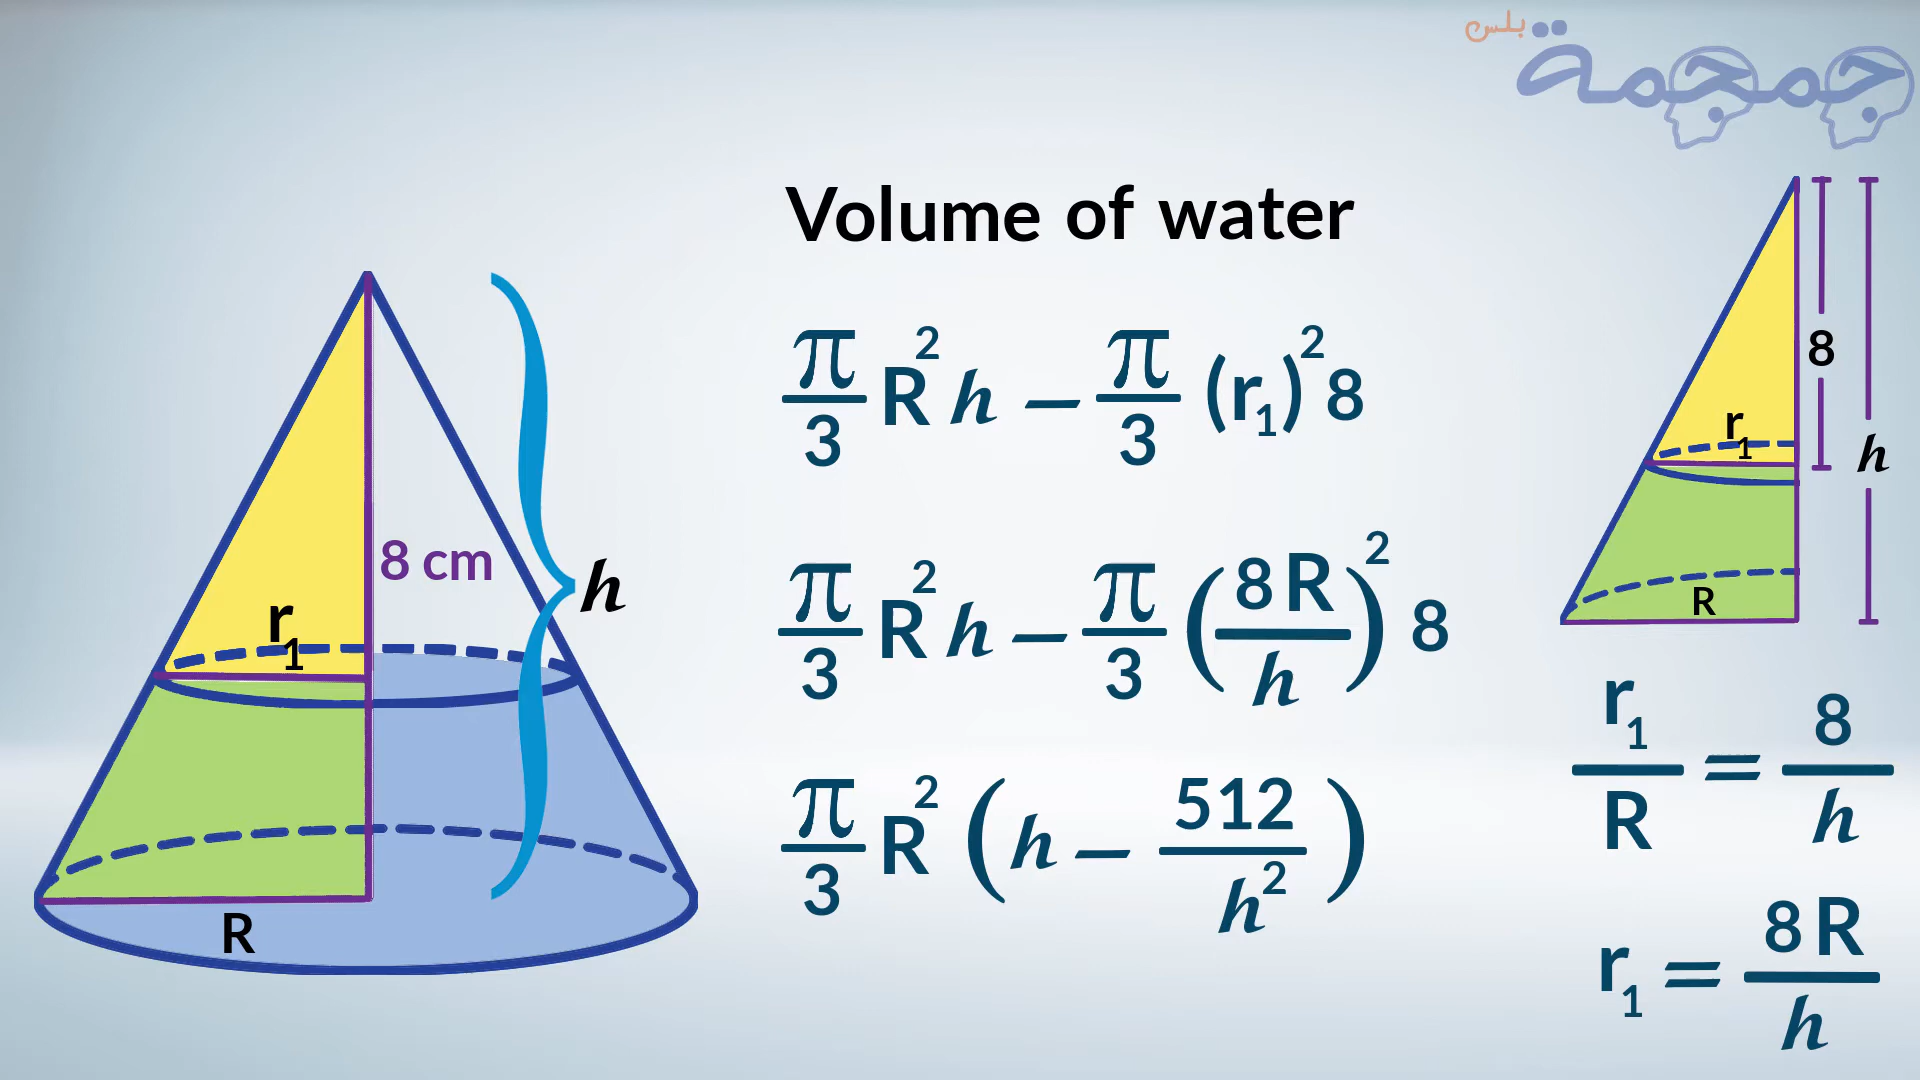 بلس
حمحمة
Volume of water
8 cm
h
r₁
R
π/3 R² h – π/3 (r₁)² 8
π/3 R² h – π/3 (8R/h)² 8
π/3 R² (h – 512/h²)
8
r₁
h
R
r₁/R = 8/h
r₁ = 8R/h